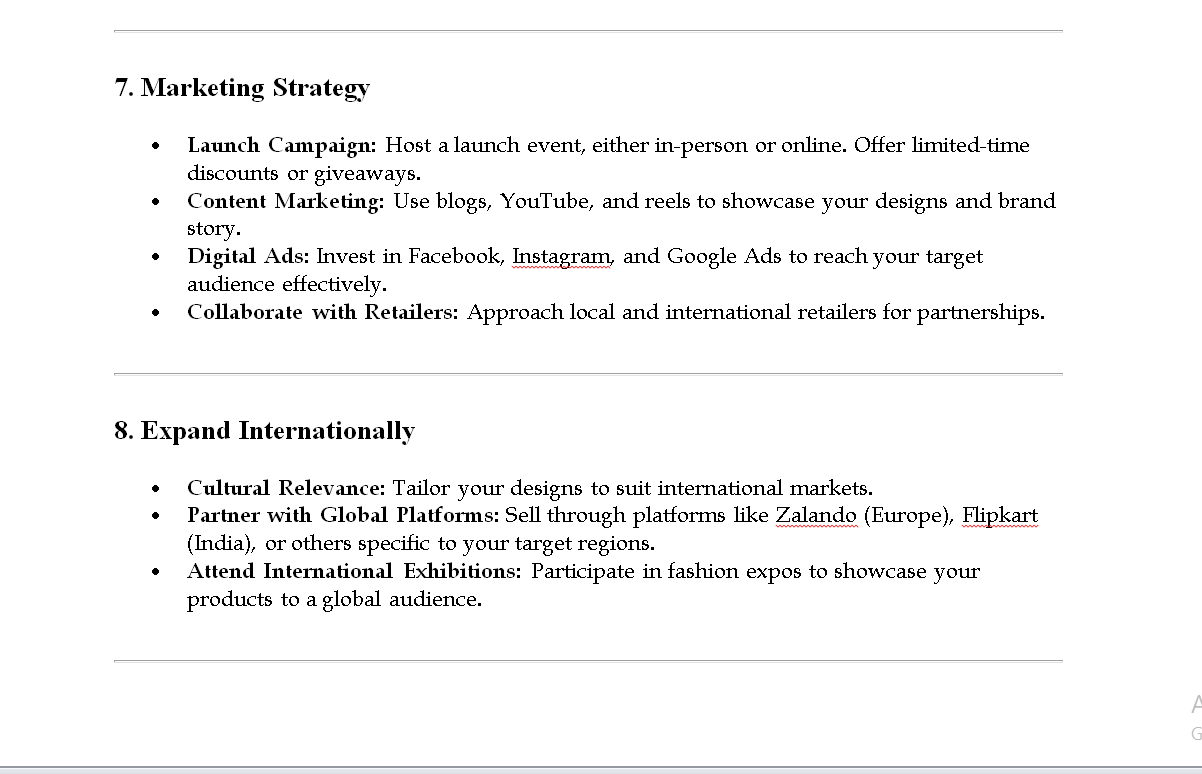 7. Marketing Strategy
• Launch Campaign: Host a launch event, either in-person or online. Offer limited-time
discounts or giveaways.
• Content Marketing: Use blogs, YouTube, and reels to showcase your designs and brand
story.
• Digital Ads: Invest in Facebook, Instagram, and Google Ads to reach your target
audience effectively.
• Collaborate with Retailers: Approach local and international retailers for partnerships.
8. Expand Internationally
• Cultural Relevance: Tailor your designs to suit international markets.
• Partner with Global Platforms: Sell through platforms like Zalando (Europe), Flipkart
(India), or others specific to your target regions.
• Attend International Exhibitions: Participate in fashion expos to showcase your
products to a global audience.
A
G